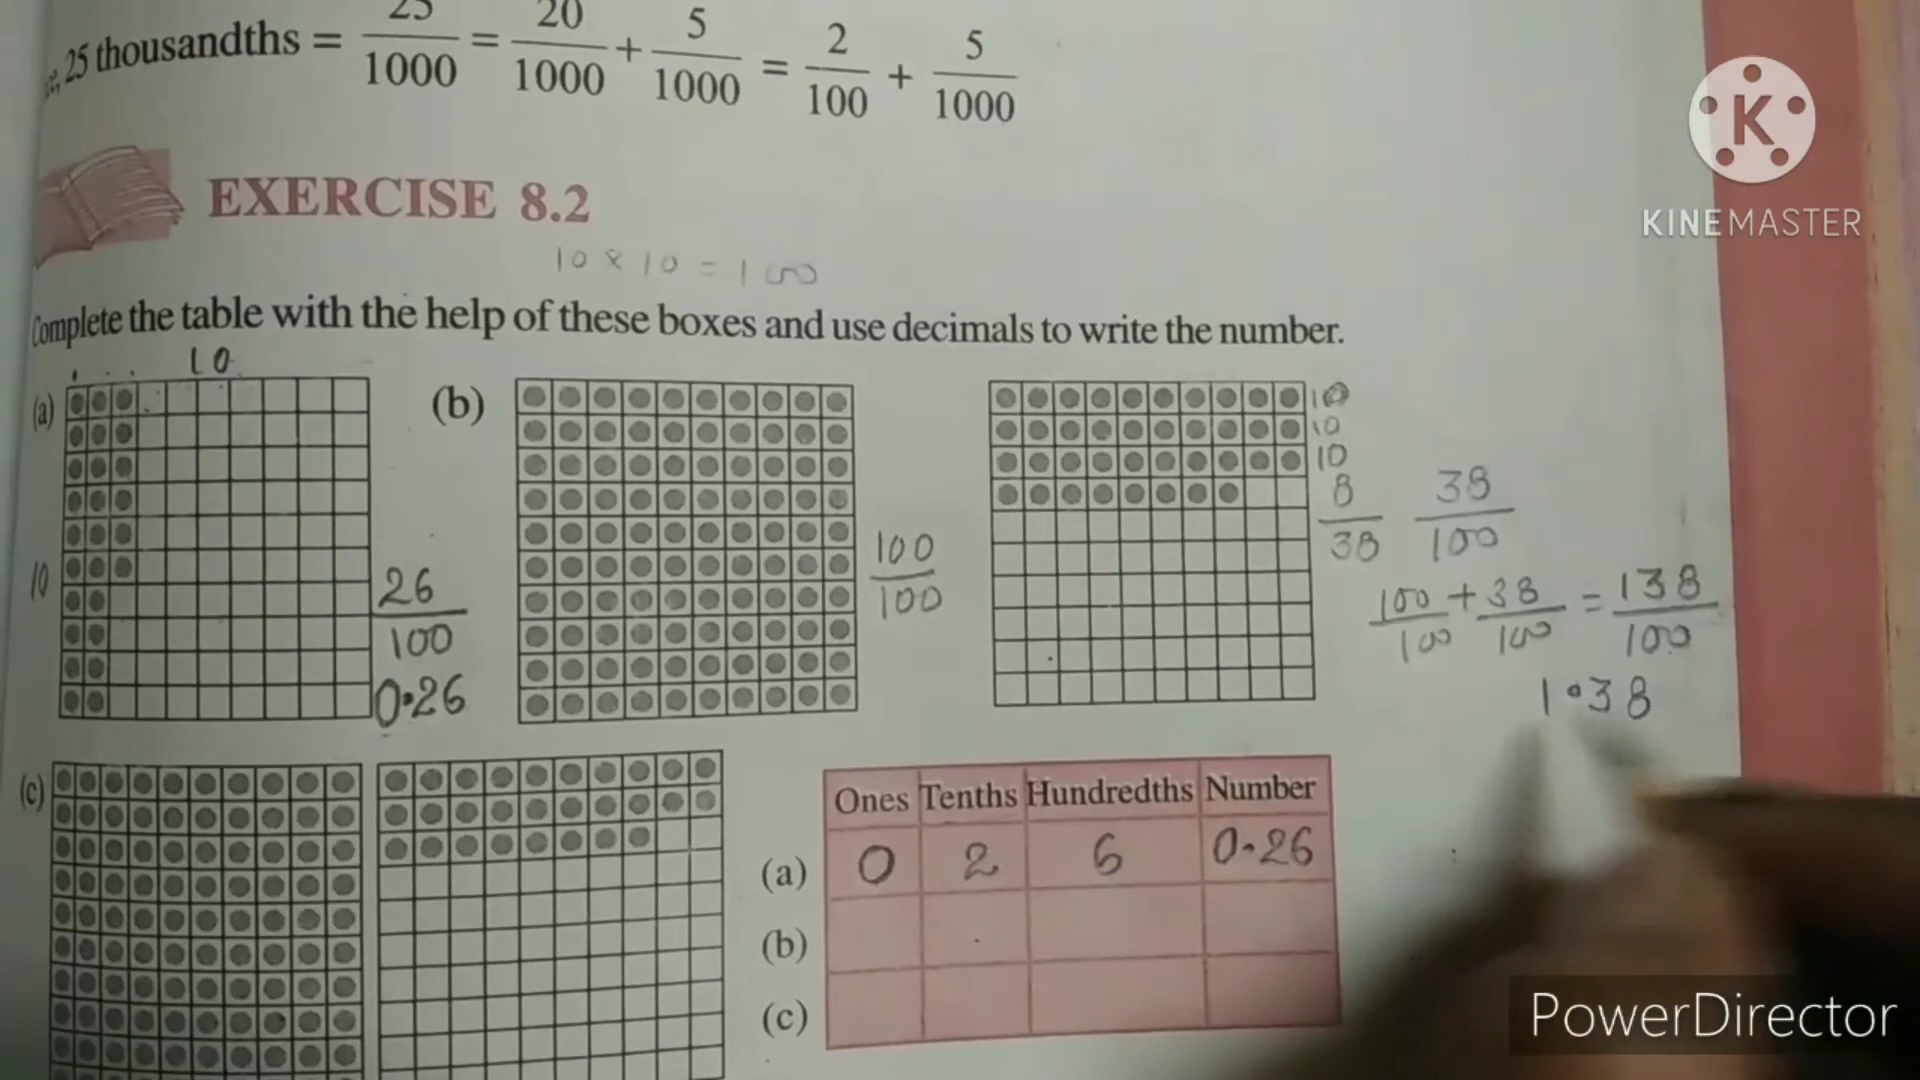 25 thousandths = 25/1000 = 20/1000 + 5/1000 = 2/100 + 5/1000
K
KINEMASTER
EXERCISE 8.2
10 × 10 = 100
Complete the table with the help of these boxes and use decimals to write the number.
10
(a)
10
26/100
0.26
(b)
100/100
10
10
10
8
38
38/100
100/100 + 38/100 = 138/100
1.38
(c)
Ones Tenths Hundredths Number
(a) 0 2 6 0.26
(b)
(c)
PowerDirector